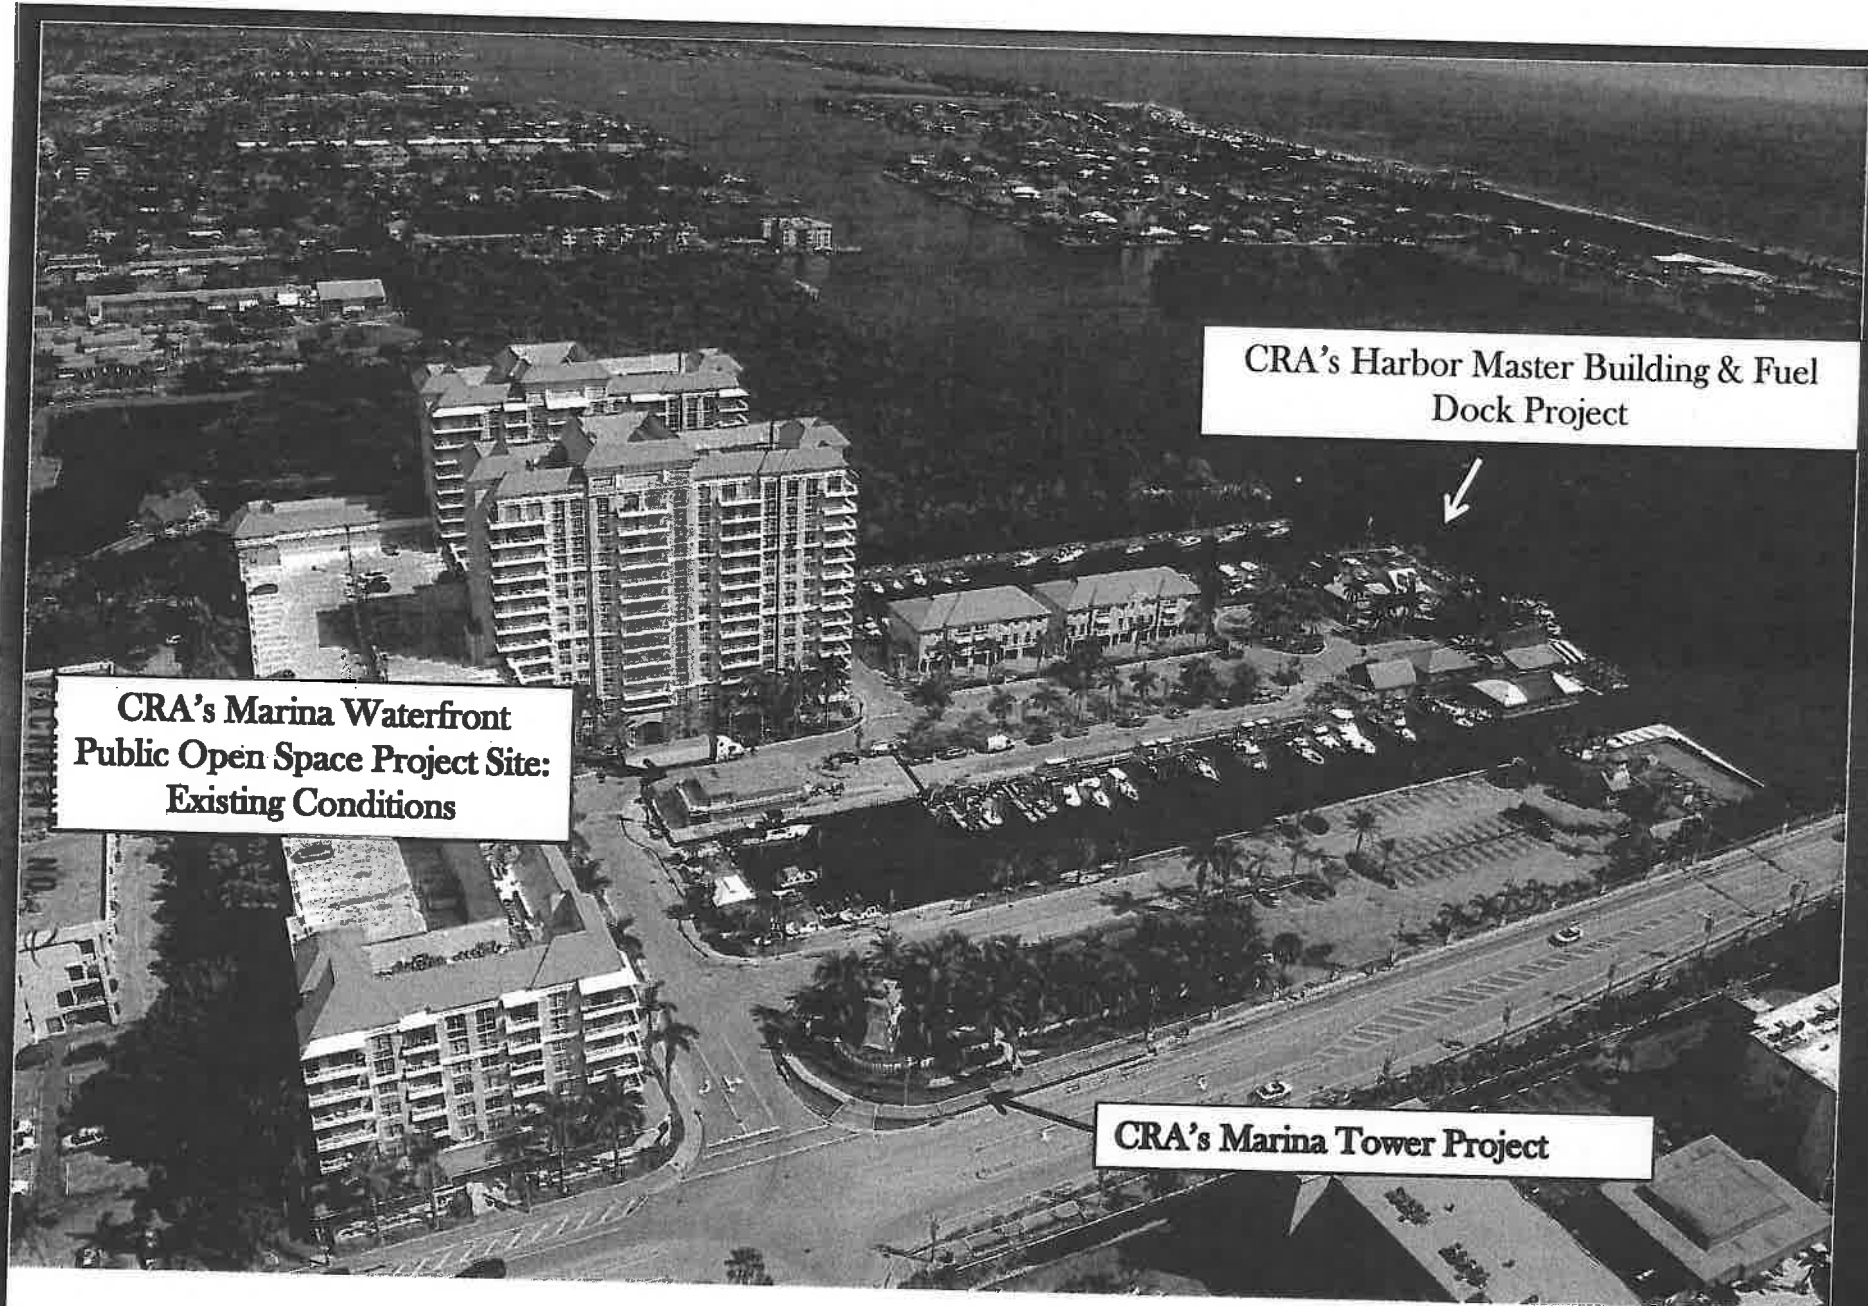 CRA's Harbor Master Building & Fuel
Dock Project
CRA's Marina Waterfront
Public Open Space Project Site:
Existing Conditions
CRA's Marina Tower Project